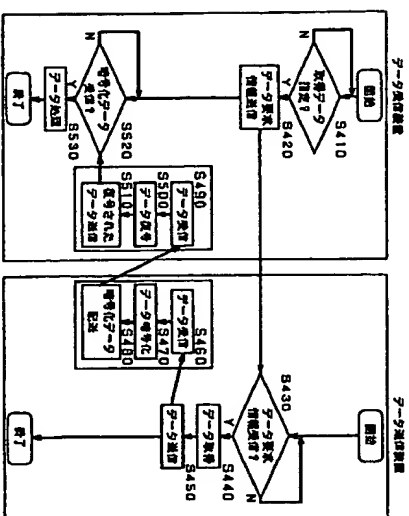 データ受信装置
開始
N
取得データ
指定?
S410
Y
S420
データ要求
情報送信
N
暗号化データ
受信?
S520
Y
S530
データ処理
終了
S490
データ受信
S500
データ復号
S510
復号された
データ送信
データ送信装置
開始
S430
データ要求
情報受信?
N
Y
S440
データ取得
S450
データ送信
終了
S460
データ受信
S470
データ暗号化
S480
暗号化データ
配送